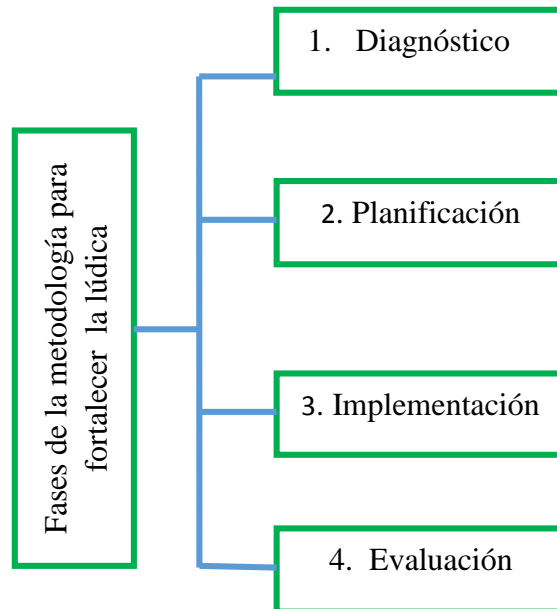 Fases de la metodología para
fortalecer la lúdica
1. Diagnóstico
2. Planificación
3. Implementación
4. Evaluación